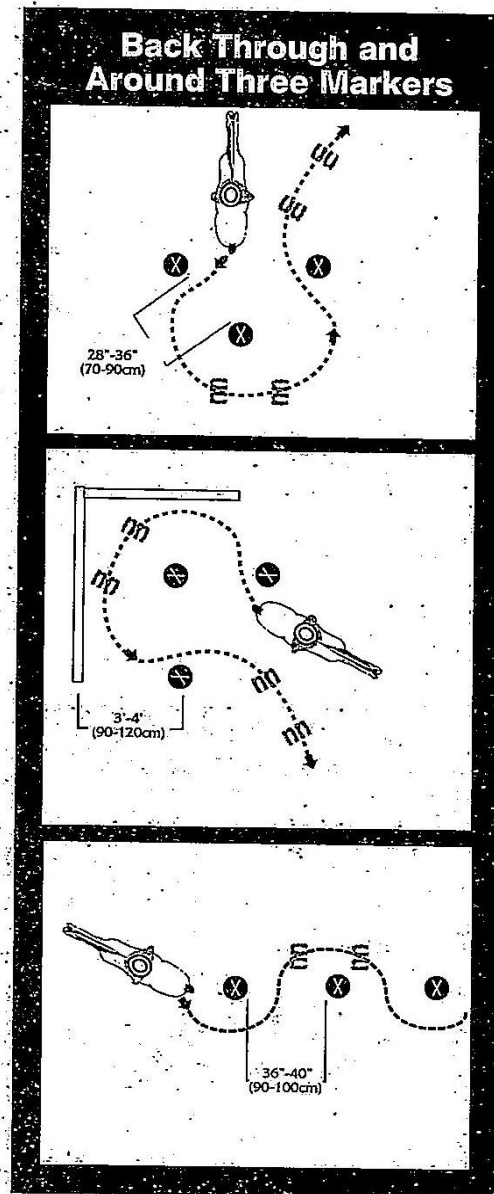 Back Through and
Around Three Markers
28"-36"
(70-90cm)
3'-4'
(90-120cm)
36"-40"
(90-100cm)